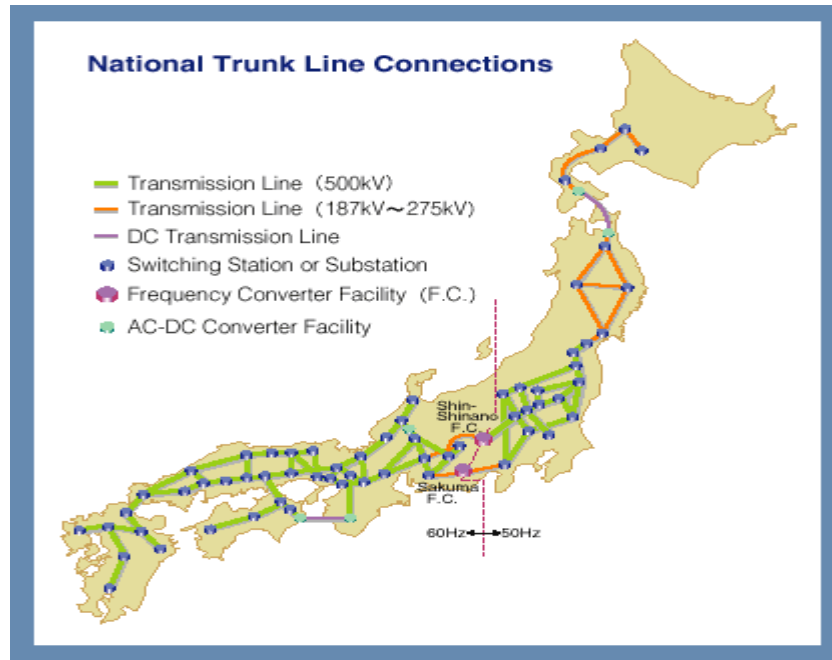 National Trunk Line Connections
Transmission Line (500kV)
Transmission Line (187kV～275kV)
DC Transmission Line
Switching Station or Substation
Frequency Converter Facility (F.C.)
AC-DC Converter Facility
Shin-
Shinano
F.C.
Sakuma
F.C.
60Hz
50Hz